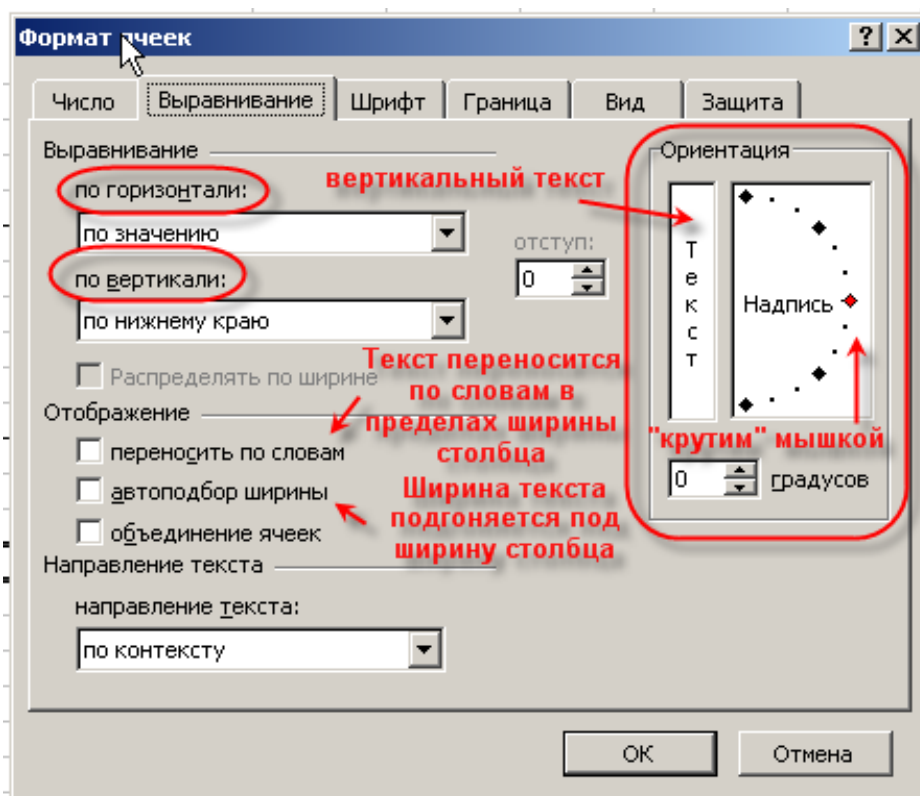 Формат ячеек
Число Выравнивание Шрифт Граница Вид Защита
Выравнивание
по горизонтали:
по значению
отступ:
0
по вертикали:
по нижнему краю
Распределять по ширине
Отображение
переносить по словам
автоподбор ширины
объединение ячеек
Направление текста
направление текста:
по контексту
вертикальный текст
Текст переносится
по словам в
пределах ширины
столбца
Ширина текста
подгоняется под
ширину столбца
Ориентация
Текст
Надпись
"крутим" мышкой
0 градусов
ОК Отмена